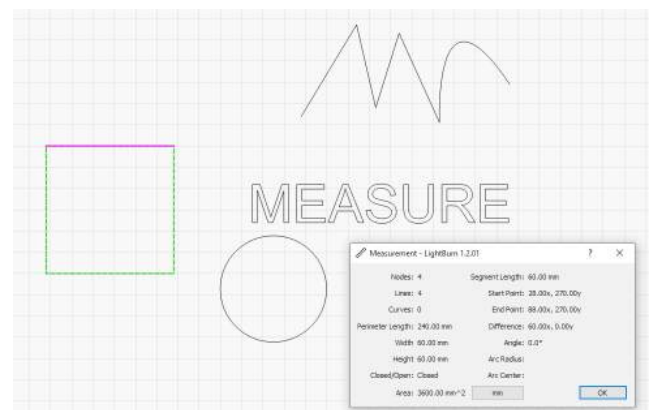 MEASURE
Measurement - LightBurn 1.2.01 ? ×
Nodes: 4 Segment Length: 60.00 mm
Lines: 4 Start Point: 28.00x, 270.00y
Curves: 0 End Point: 88.00x, 270.00y
Perimeter Length: 240.00 mm Difference: 60.00x, 0.00y
Width 60.00 mm Angle: 0.0°
Height 60.00 mm Arc Radius:
Closed/Open: Closed Arc Center:
Area: 3600.00 mm^2 mm OK